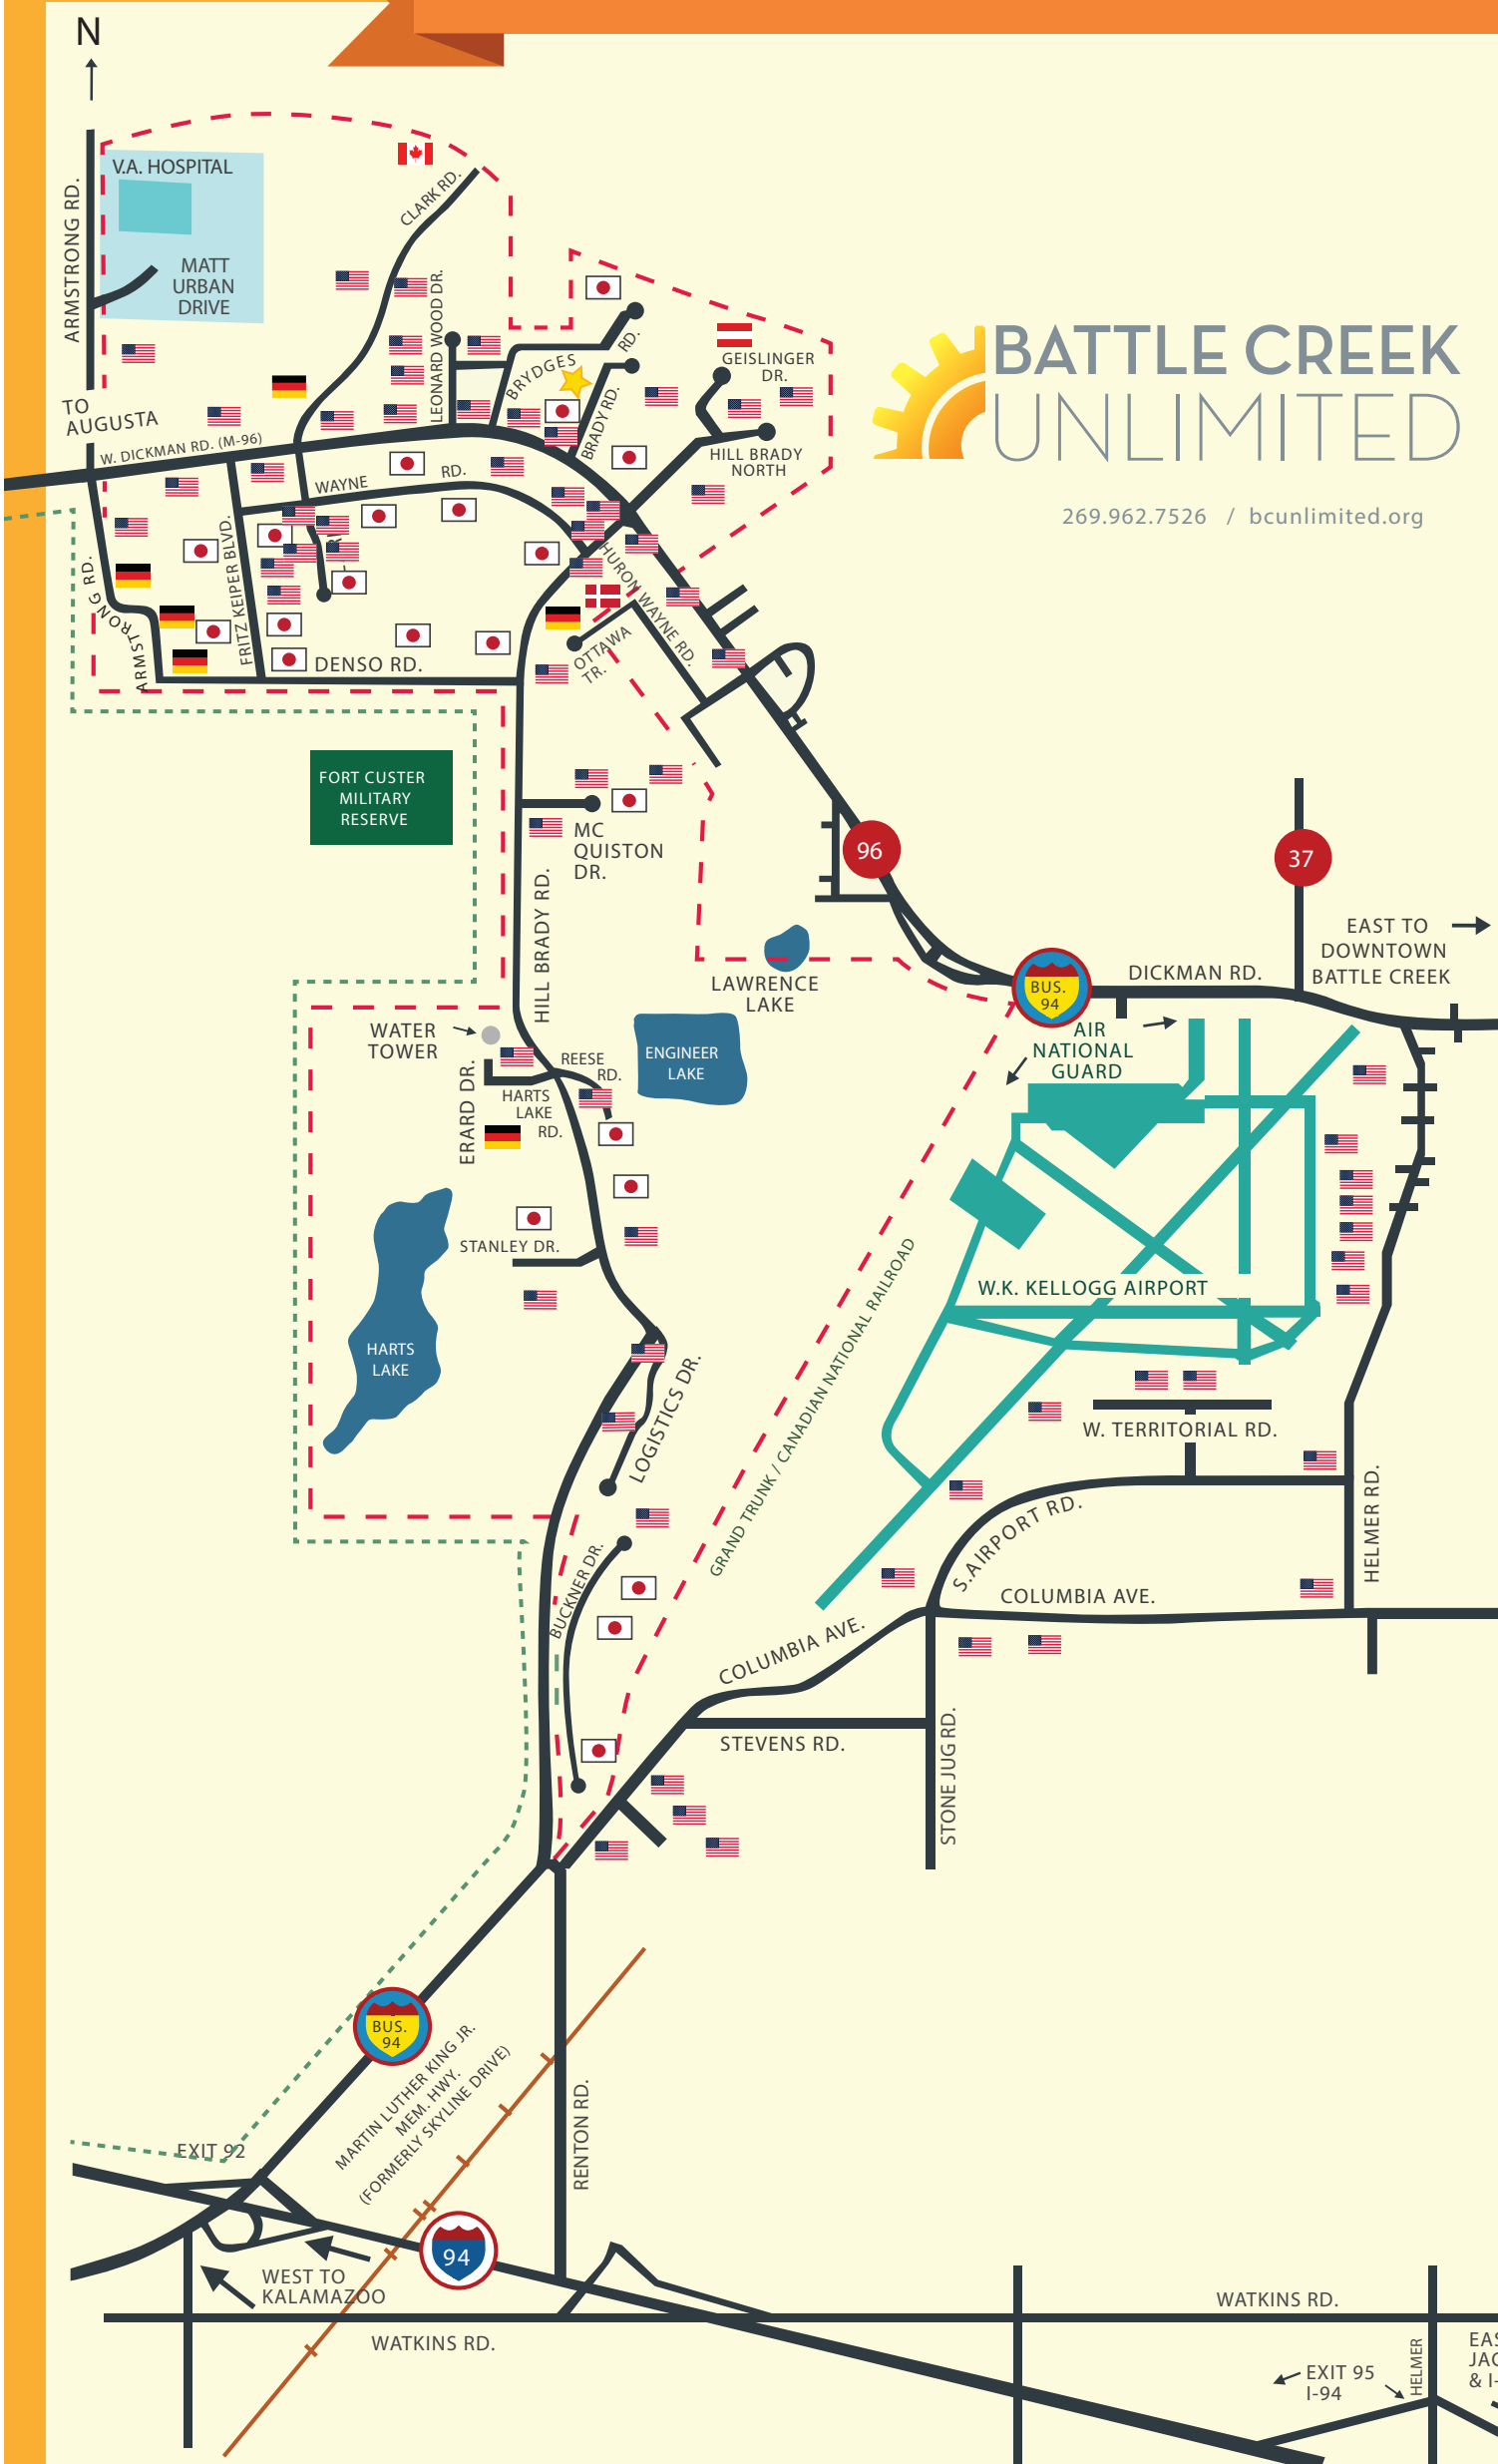 N
V.A. HOSPITAL
ARMSTRONG RD.
MATT
URBAN
DRIVE
CLARK RD.
LEONARD WOOD DR.
BRYDGES
RD.
BRADY RD.
GEISLINGER
DR.
HILL BRADY
NORTH
BATTLE CREEK
UNLIMITED
269.962.7526 / bcunlimited.org
TO
AUGUSTA
W. DICKMAN RD. (M-96)
WAYNE
RD.
ARMSTRONG RD.
FRITZ KEIPER BLVD.
HURON
WAYNE RD.
OTTAWA
TR.
DENSO RD.
FORT CUSTER
MILITARY
RESERVE
MC
QUISTON
DR.
HILL BRADY RD.
96
37
EAST TO
DOWNTOWN
BATTLE CREEK
LAWRENCE
LAKE
BUS.
94
DICKMAN RD.
AIR
NATIONAL
GUARD
WATER
TOWER
ENGINEER
LAKE
REESE
RD.
HARTS
LAKE
RD.
ERARD DR.
STANLEY DR.
W.K. KELLOGG AIRPORT
HARTS
LAKE
LOGISTICS DR.
GRAND TRUNK / CANADIAN NATIONAL RAILROAD
W. TERRITORIAL RD.
S.AIRPORT RD.
HELMER RD.
BUCKNER DR.
COLUMBIA AVE.
COLUMBIA AVE.
STEVENS RD.
STONE JUG RD.
BUS.
94
MARTIN LUTHER KING JR.
MEM. HWY.
(FORMERLY SKYLINE DRIVE)
RENTON RD.
EXIT 92
94
WEST TO
KALAMAZOO
WATKINS RD.
WATKINS RD.
EXIT 95
I-94
HELMER
& I-